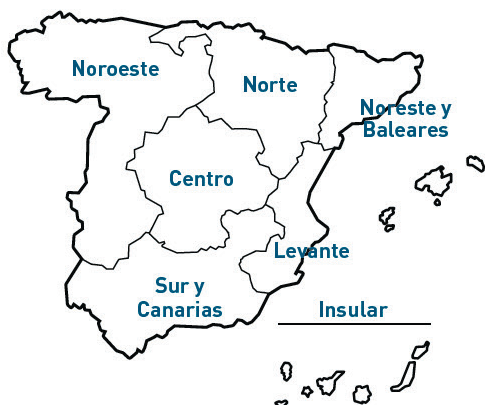 Noroeste
Norte
Noreste y
Baleares
Centro
Levante
Sur y
Canarias
Insular